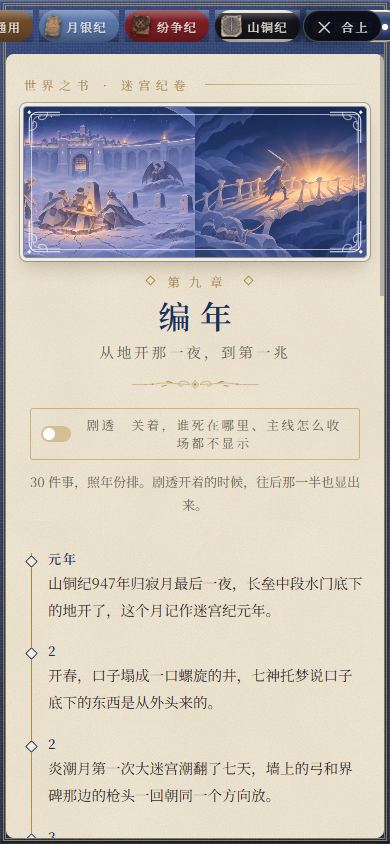 通用
月银纪
纷争纪
山铜纪
合上
世界之书 · 迷宫纪卷
第九章
编年
从地开那一夜，到第一兆
剧透 关着，谁死在哪里、主线怎么收
场都不显示
30 件事，照年份排。剧透开着的时候，往后那一半也显出
来。
元年
山铜纪947年归寂月最后一夜，长垒中段水门底下
的地开了，这个月记作迷宫纪元年。
2
开春，口子塌成一口螺旋的井，七神托梦说口子
底下的东西是从外头来的。
2
炎潮月第一次大迷宫潮翻了七天，墙上的弓和界
碑那边的枪头一回朝同一个方向放。